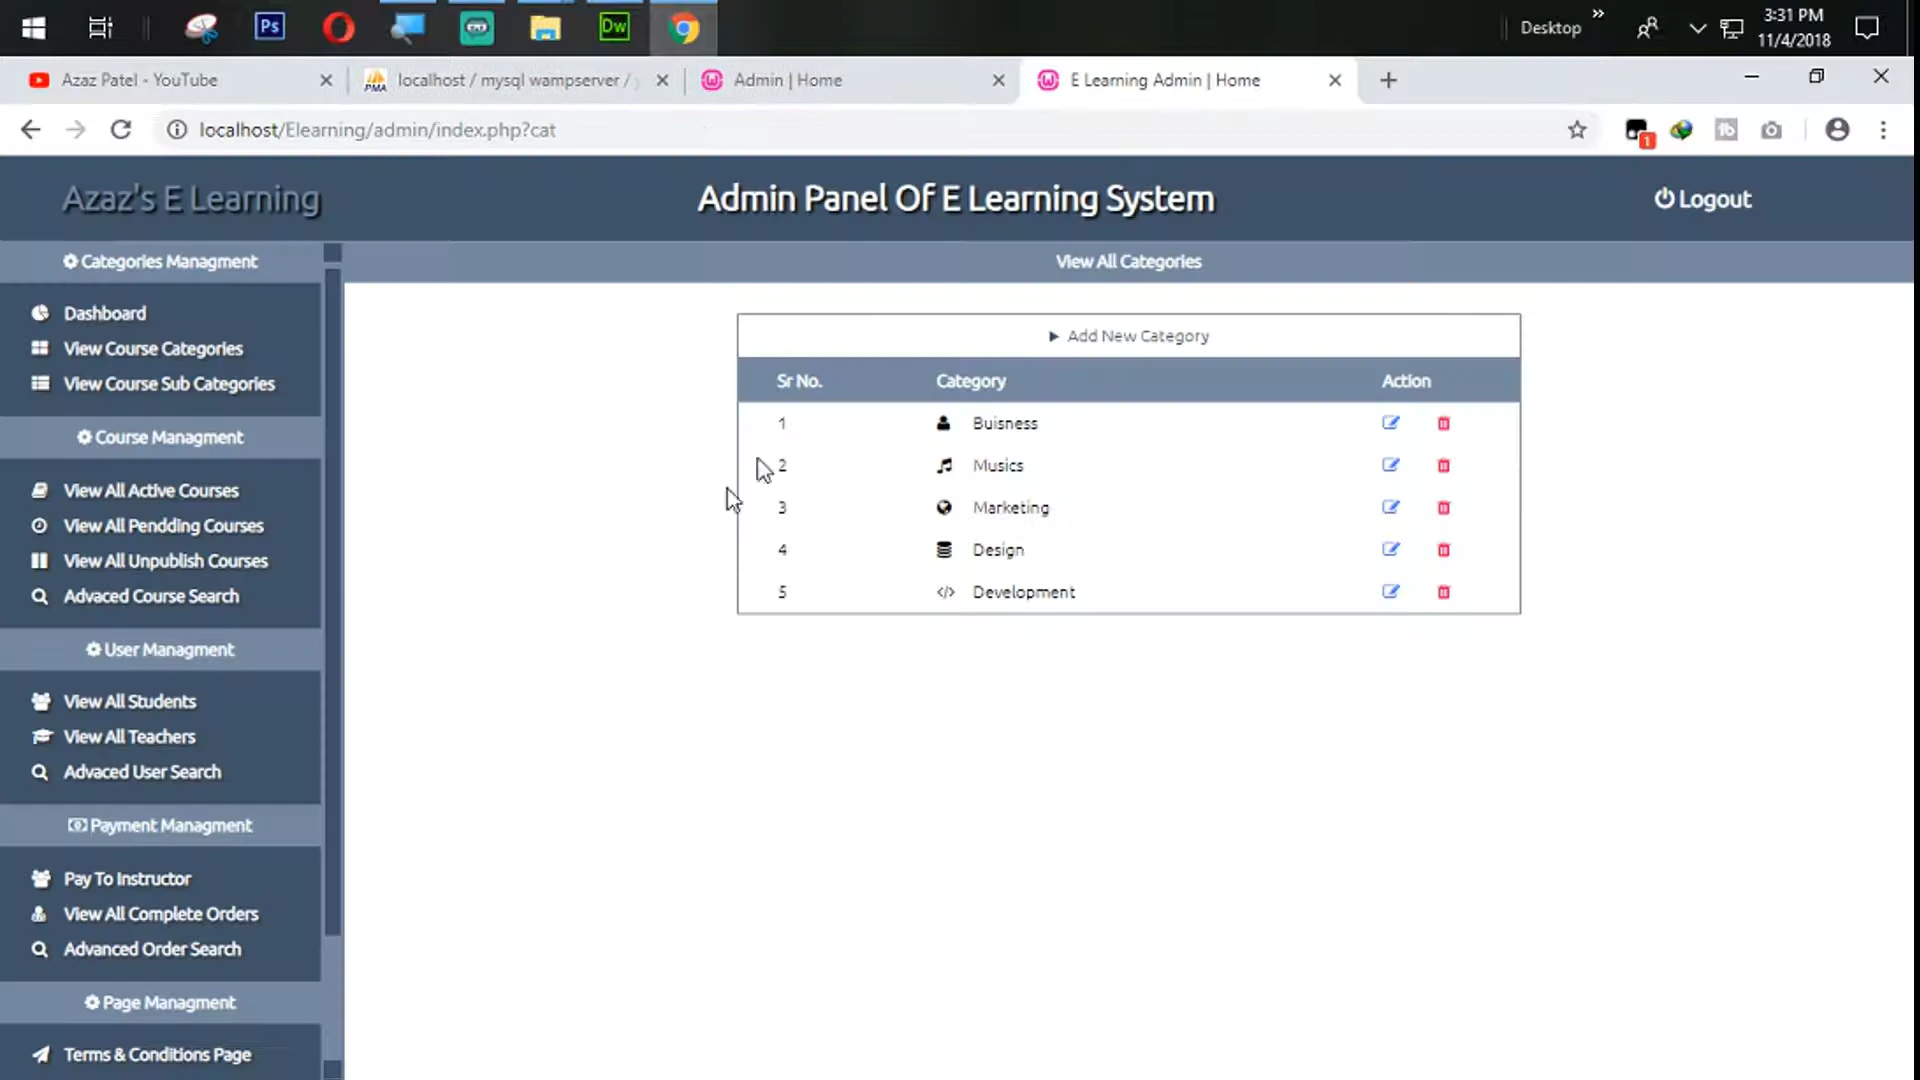 Ps
Dw
Desktop
»
3:31 PM
11/4/2018
Azaz Patel - YouTube
PMA
localhost / mysql wampserver /
Admin | Home
E Learning Admin | Home
localhost/Elearning/admin/index.php?cat
1
Azaz's E Learning
Admin Panel Of E Learning System
Logout
Categories Managment
Dashboard
View Course Categories
View Course Sub Categories
Course Managment
View All Active Courses
View All Pendding Courses
View All Unpublish Courses
Advaced Course Search
User Managment
View All Students
View All Teachers
Advaced User Search
Payment Managment
Pay To Instructor
View All Complete Orders
Advanced Order Search
Page Managment
Terms & Conditions Page
View All Categories
Add New Category
Sr No. Category Action
1 Buisness
2 Musics
3 Marketing
4 Design
5 </> Development